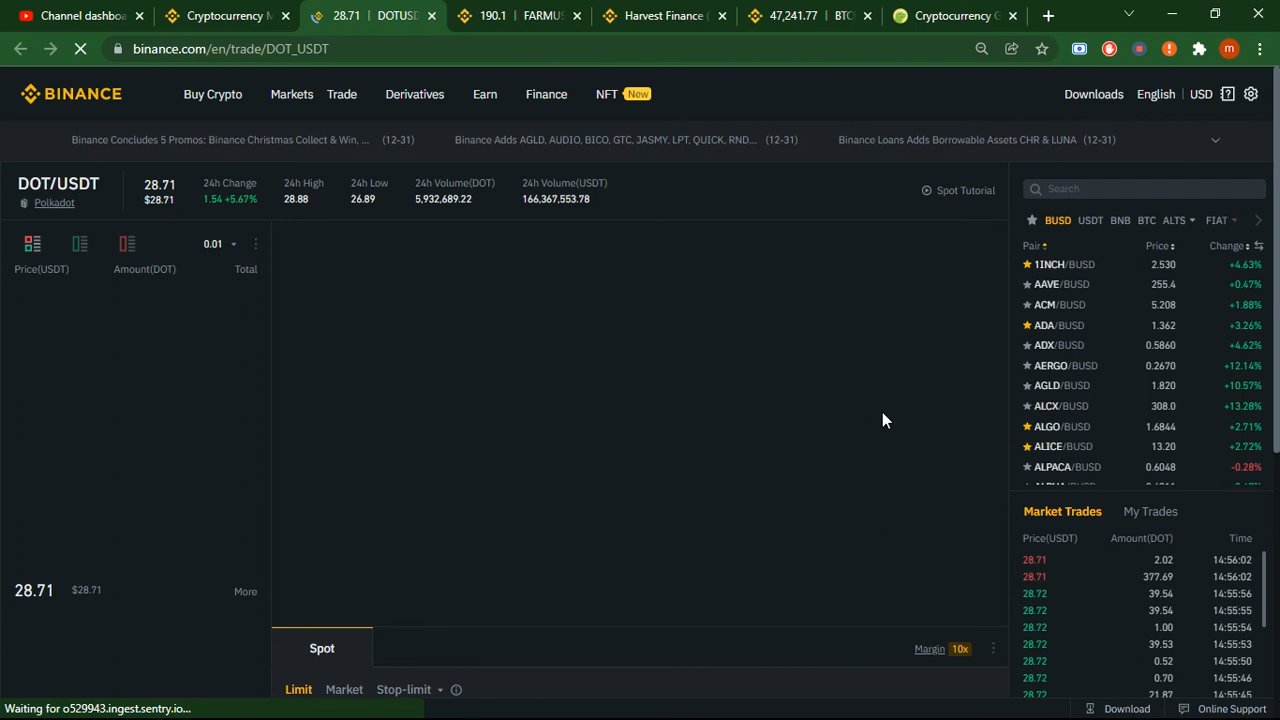 Channel dashboa
Cryptocurrency M
28.71 | DOTUSD
190.1 | FARMUS
Harvest Finance (
47,241.77 | BTC
Cryptocurrency G
binance.com/en/trade/DOT_USDT
m
BINANCE
Buy Crypto
Markets
Trade
Derivatives
Earn
Finance
NFT New
Downloads
English | USD
Binance Concludes 5 Promos: Binance Christmas Collect & Win, ... (12-31)
Binance Adds AGLD, AUDIO, BICO, GTC, JASMY, LPT, QUICK, RND... (12-31)
Binance Loans Adds Borrowable Assets CHR & LUNA (12-31)
DOT/USDT
Polkadot
28.71
$28.71
24h Change
1.54 +5.67%
24h High
28.88
24h Low
26.89
24h Volume(DOT)
5,932,689.22
24h Volume(USDT)
166,367,553.78
Spot Tutorial
0.01
Price(USDT) Amount(DOT) Total
28.71 $28.71 More
Spot
Margin 10x
Limit Market Stop-limit
Search
BUSD USDT BNB BTC ALTS FIAT
Pair Price Change
1INCH/BUSD 2.530 +4.63%
AAVE/BUSD 255.4 +0.47%
ACM/BUSD 5.208 +1.88%
ADA/BUSD 1.362 +3.26%
ADX/BUSD 0.5860 +4.62%
AERGO/BUSD 0.2670 +12.14%
AGLD/BUSD 1.820 +10.57%
ALCX/BUSD 308.0 +13.28%
ALGO/BUSD 1.6844 +2.71%
ALICE/BUSD 13.20 +2.72%
ALPACA/BUSD 0.6048 -0.28%
Market Trades My Trades
Price(USDT) Amount(DOT) Time
28.71 2.02 14:56:02
28.71 377.69 14:56:02
28.72 39.54 14:55:56
28.72 39.54 14:55:55
28.72 1.00 14:55:54
28.72 39.53 14:55:53
28.72 0.52 14:55:50
28.72 0.70 14:55:46
28.72 21.87 14:55:45
Waiting for o529943.ingest.sentry.io...
Download
Online Support